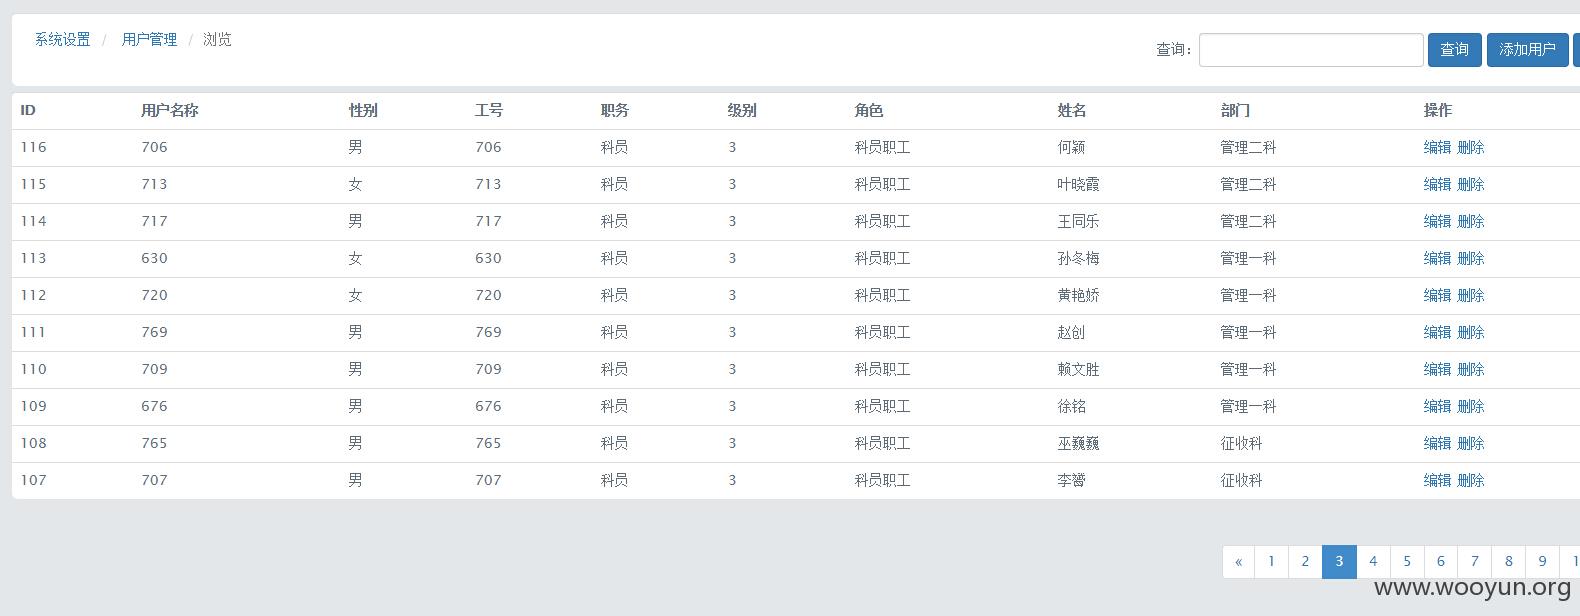 系统设置 / 用户管理 / 浏览
查询: 查询 添加用户
ID 用户名称 性别 工号 职务 级别 角色 姓名 部门 操作
116 706 男 706 科员 3 科员职工 何颖 管理二科 编辑 删除
115 713 女 713 科员 3 科员职工 叶晓霞 管理二科 编辑 删除
114 717 男 717 科员 3 科员职工 王同乐 管理二科 编辑 删除
113 630 女 630 科员 3 科员职工 孙冬梅 管理一科 编辑 删除
112 720 女 720 科员 3 科员职工 黄艳娇 管理一科 编辑 删除
111 769 男 769 科员 3 科员职工 赵创 管理一科 编辑 删除
110 709 男 709 科员 3 科员职工 赖文胜 管理一科 编辑 删除
109 676 男 676 科员 3 科员职工 徐铭 管理一科 编辑 删除
108 765 男 765 科员 3 科员职工 巫巍巍 征收科 编辑 删除
107 707 男 707 科员 3 科员职工 征收科 编辑 删除
« 1 2 3 4 5 6 7 8 9 1
www.wooyun.org